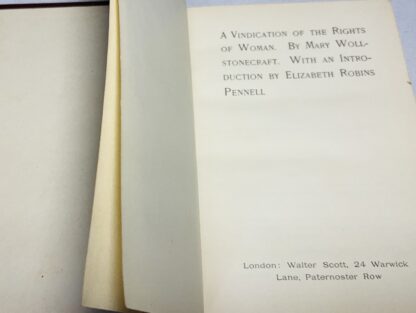 A Vindication of the Rights
of Woman. By Mary Woll-
stonecraft. With an Intro-
duction by Elizabeth Robins
Pennell
London: Walter Scott, 24 Warwick
Lane, Paternoster Row